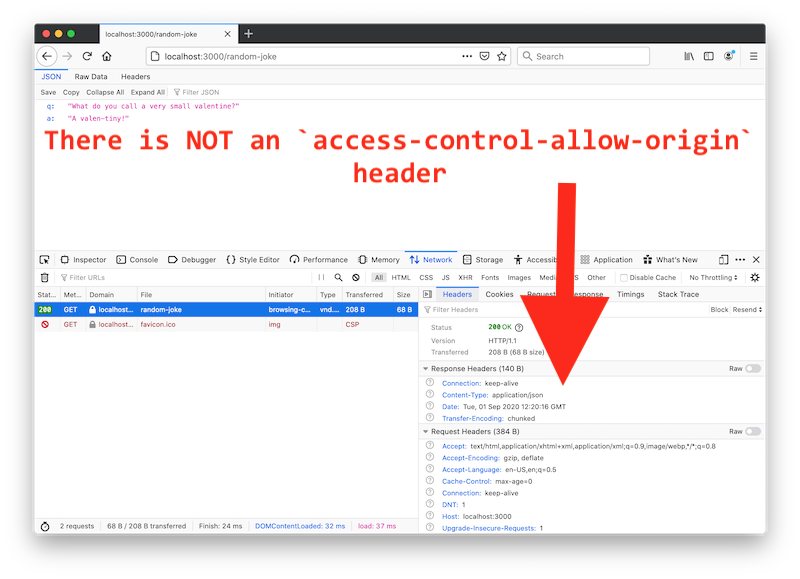 localhost:3000/random-joke
localhost:3000/random-joke
Search
JSON Raw Data Headers
Save Copy Collapse All Expand All Filter JSON
q: "What do you call a very small valentine?"
a: "A valen-tiny!"
There is NOT an `access-control-allow-origin`
header
Inspector Console Debugger Style Editor Performance Memory Network Storage Application What's New
Filter URLs All HTML CSS JS XHR Fonts Images Other Disable Cache No Throttling
Stat... Met... Domain File Initiator Type Transferred Size Headers Cookies Request Response Timings Stack Trace
200 GET localhost... random-joke browsing-c... vnd.... 208 B 68 B
GET localhost... favicon.ico img CSP
Filter Headers Block Resend
Status 200 OK
Version HTTP/1.1
Transferred 208 B (68 B size)
Response Headers (140 B) Raw
Connection: keep-alive
Content-Type: application/json
Date: Tue, 01 Sep 2020 12:20:16 GMT
Transfer-Encoding: chunked
Request Headers (384 B) Raw
Accept: text/html,application/xhtml+xml,application/xml;q=0.9,image/webp,*/*;q=0.8
Accept-Encoding: gzip, deflate
Accept-Language: en-US,en;q=0.5
Cache-Control: max-age=0
Connection: keep-alive
DNT: 1
Host: localhost:3000
Upgrade-Insecure-Requests: 1
2 requests 68 B / 208 B transferred Finish: 24 ms DOMContentLoaded: 32 ms load: 37 ms